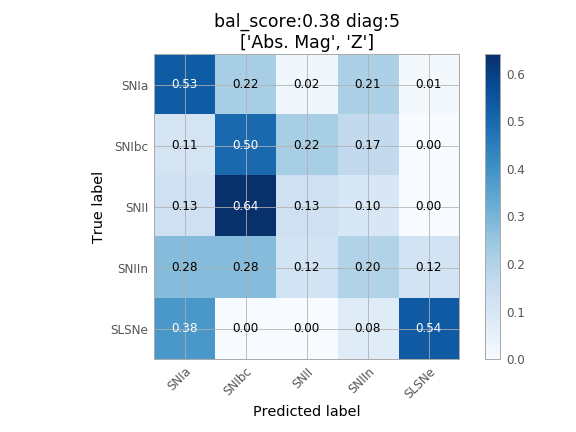 bal_score:0.38 diag:5
['Abs. Mag', 'Z']
SNIa 0.53 0.22 0.02 0.21 0.01
SNIbc 0.11 0.50 0.22 0.17 0.00
SNII 0.13 0.64 0.13 0.10 0.00
SNIIn 0.28 0.28 0.12 0.20 0.12
SLSNe 0.38 0.00 0.00 0.08 0.54
True label
SNIa SNIbc SNII SNIIn SLSNe
Predicted label
0.6
0.5
0.4
0.3
0.2
0.1
0.0